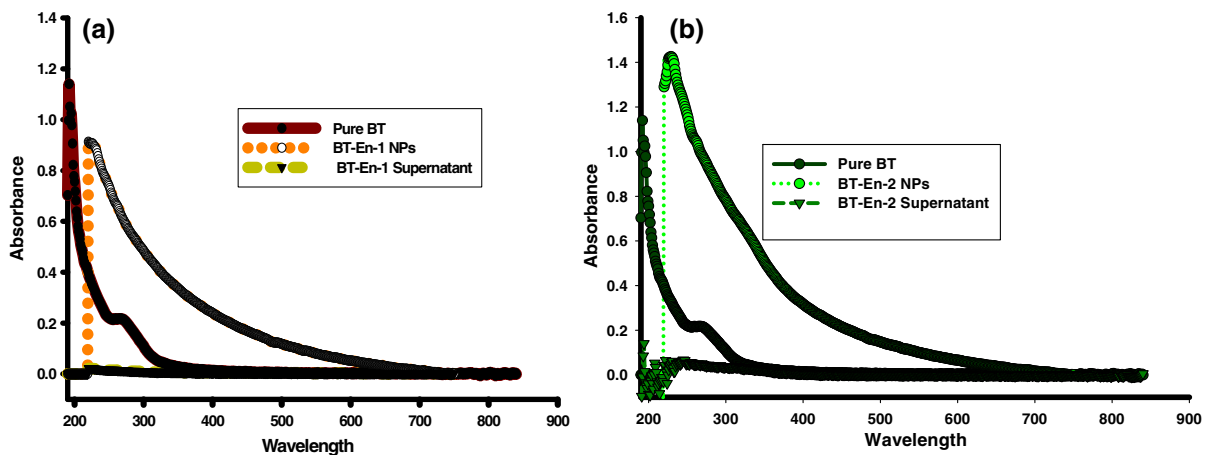 (a)
1.4
1.2
1.0
0.8
0.6
0.4
0.2
0.0
Absorbance
Pure BT
BT-En-1 NPs
BT-En-1 Supernatant
200 300 400 500 600 700 800 900
Wavelength
(b)
1.6
1.4
1.2
1.0
0.8
0.6
0.4
0.2
0.0
Absorbance
Pure BT
BT-En-2 NPs
BT-En-2 Supernatant
200 300 400 500 600 700 800 900
Wavelength